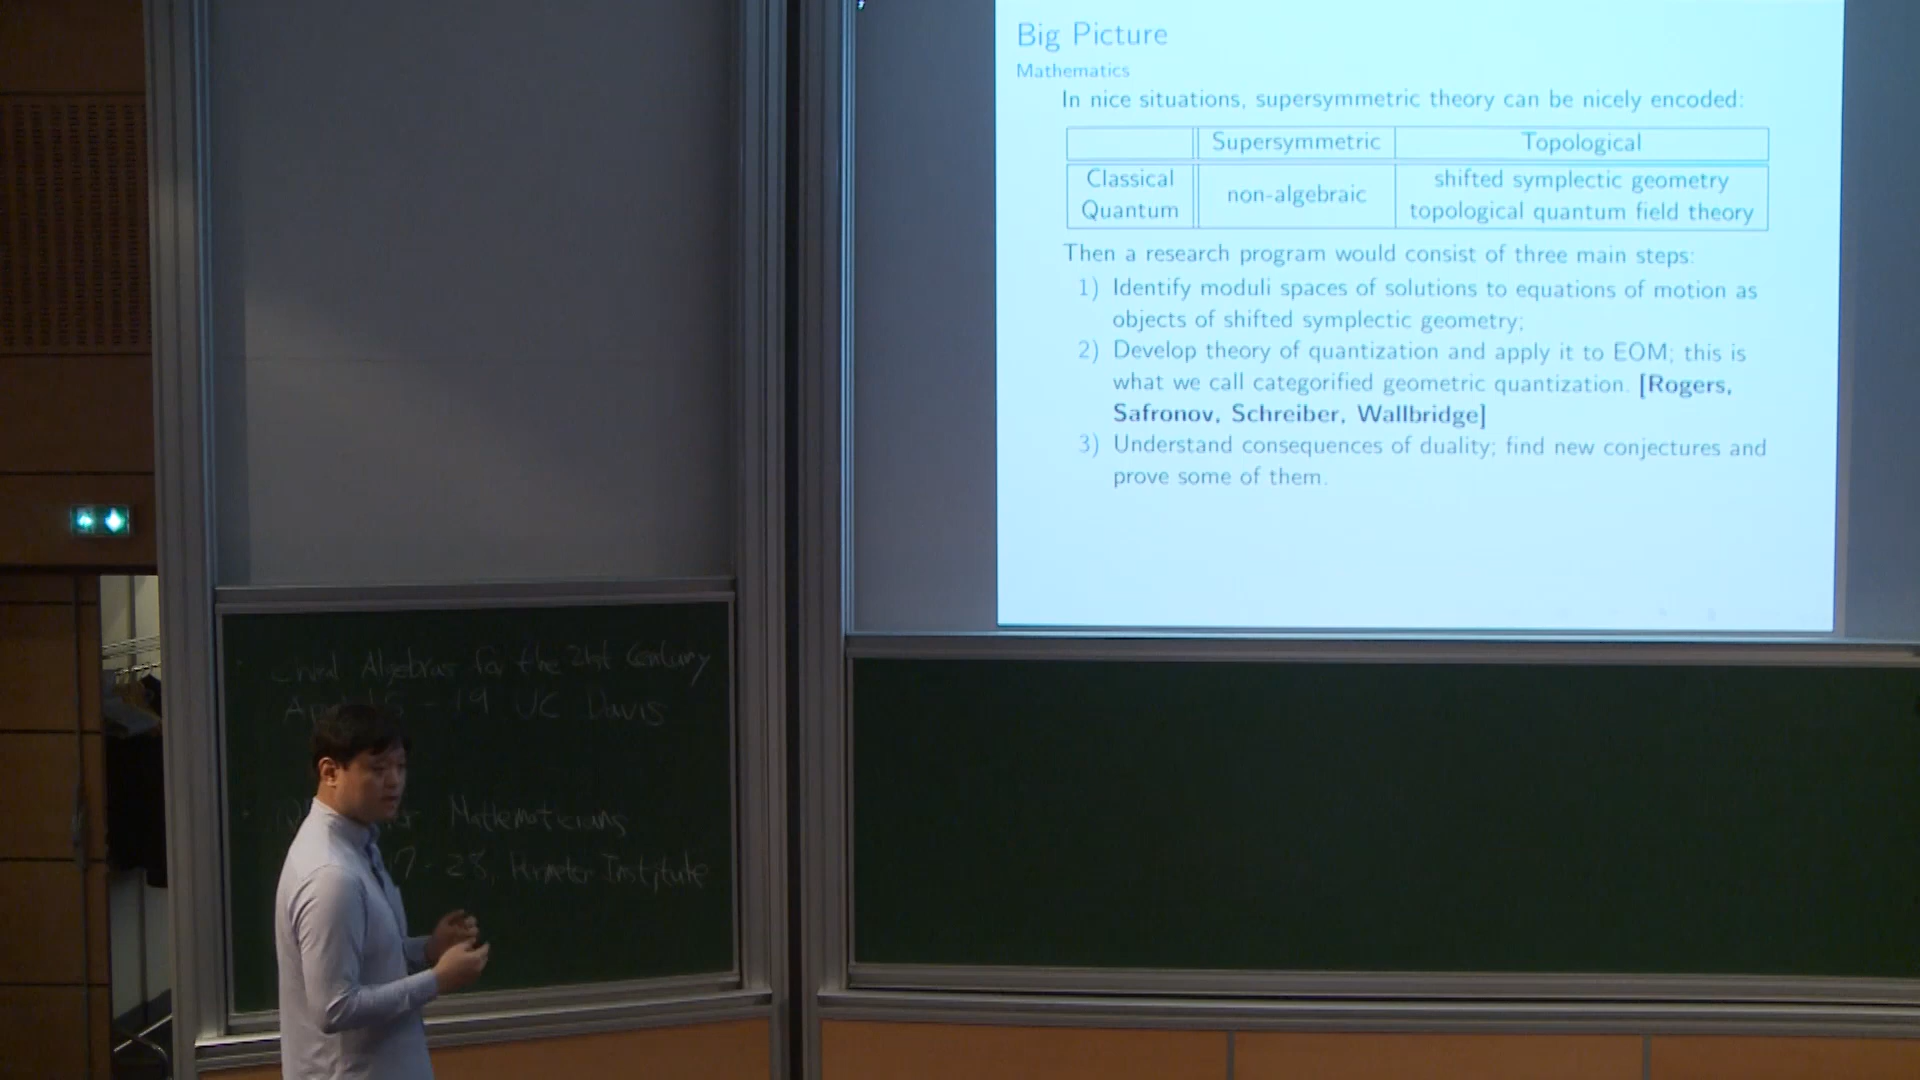 Big Picture
Mathematics
In nice situations, supersymmetric theory can be nicely encoded:
Supersymmetric Topological
Classical shifted symplectic geometry
non-algebraic
Quantum topological quantum field theory
Then a research program would consist of three main steps:
1) Identify moduli spaces of solutions to equations of motion as
objects of shifted symplectic geometry;
2) Develop theory of quantization and apply it to EOM; this is
what we call categorified geometric quantization. [Rogers,
Safronov, Schreiber, Wallbridge]
3) Understand consequences of duality; find new conjectures and
prove some of them.
Algebras for the 21st Century
19 UC Davis
Mathematicians
7-28, Perimeter Institute